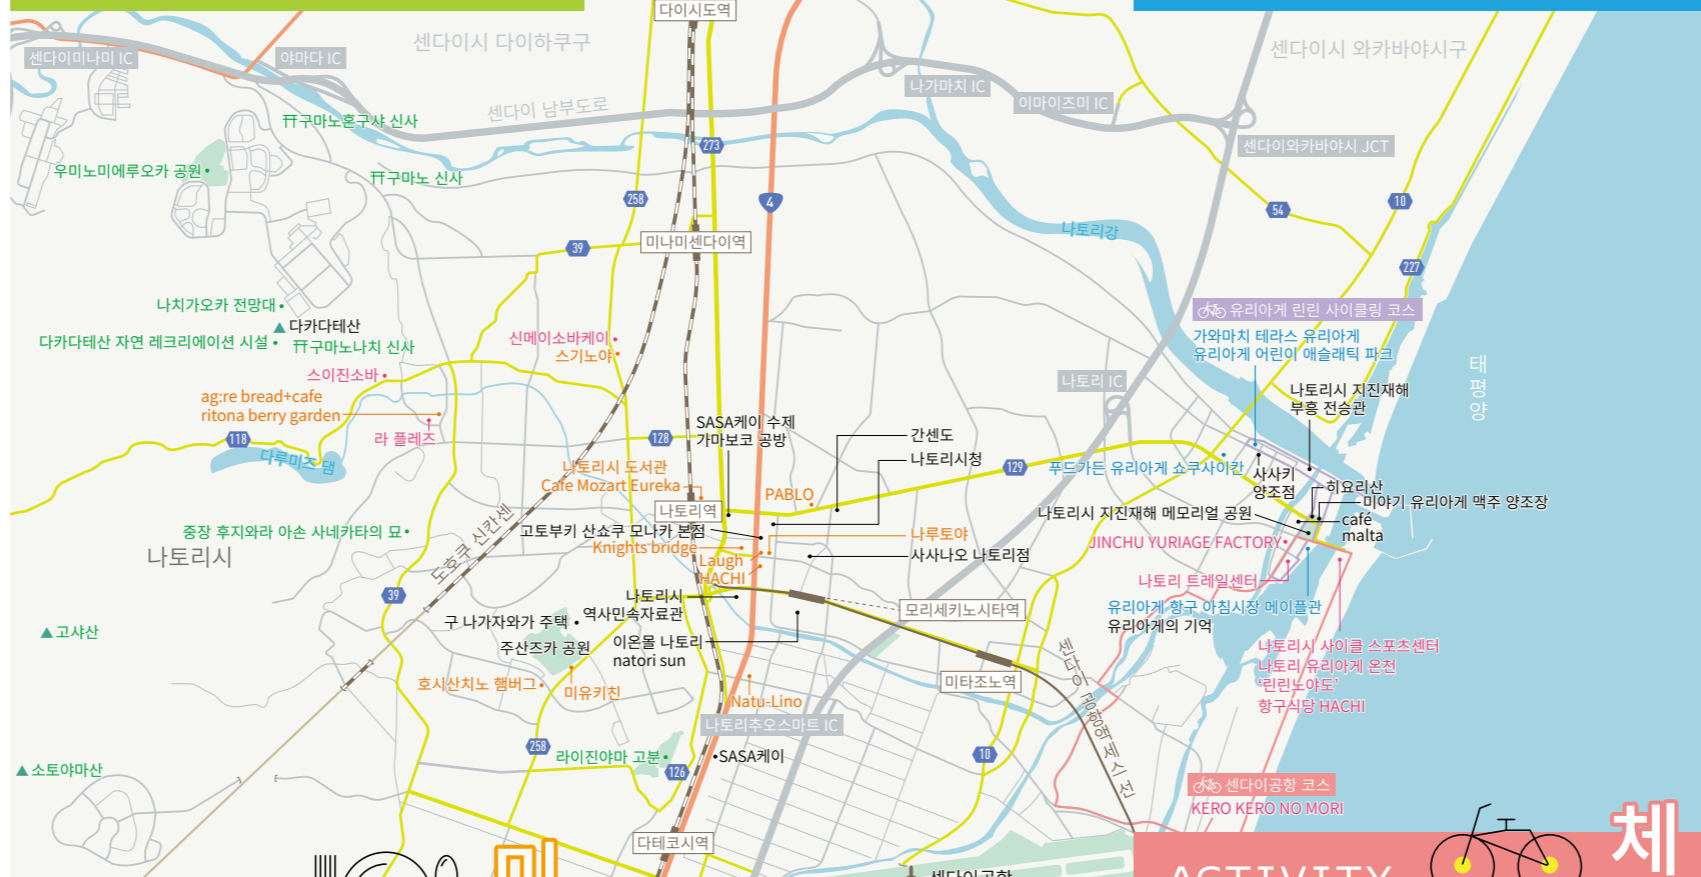 다이시도역
센다이시 다이하쿠구
센다이시 와카바야시구
센다이미나미 IC
야마다 IC
나가마치 IC
이마이즈미 IC
센다이 남부도로
구마노혼구샤 신사
273
센다이와카바야시 JCT
우미노미에루오카 공원
구마노 신사
258
4
54
10
나토리강
39
미나미센다이역
227
나치가오카 전망대
다카다테산
다카다테산 자연 레크리에이션 시설
구마노나치 신사
유리아게 린린 사이클링 코스
가와마치 테라스 유리아게
유리아게 어린이 애슬래틱 파크
신메이소바케이
스기노야
스이진소바
태평양
나토리 IC
나토리시 지진재해
부흥 전승관
ag:re bread+cafe
ritona berry garden
라 플레즈
118
다루미즈 댐
128
SASA케이 수제
가마보코 공방
간센도
나토리시청
129
푸드가든 유리아게 쇼쿠사이칸
사사키
양조점
히요리산
미야기 유리아게 맥주 양조장
나토리시 도서관
Cafe Mozart Eureka
PABLO
나토리역
나토리시 지진재해 메모리얼 공원
café
malta
중장 후지와라 아손 사네카타의 묘
나토리시
도호쿠 신칸센
고토부키 산쇼쿠 모나카 본점
Knights bridge
Laugh
HACHI
나루토야
사사나오 나토리점
JINCHU YURIAGE FACTORY
나토리 트레일센터
39
나토리시
역사민속자료관
모리세키노시타역
유리아게 항구 아침시장 메이플관
유리아게의 기억
고샤산
구 나가자와가 주택
주산즈카 공원
이온몰 나토리
natori sun
나토리시 사이클 스포츠센터
나토리 유리아게 온천
'린린노야도'
항구식당 HACHI
호시산치노 햄버그
미유키친
미타조노역
Natu-Lino
나토리추오스마트 IC
258
라이진야마 고분
126
SASA케이
10
소토야마산
센다이공항 코스
KERO KERO NO MORI
다테코시역
센다이공항
ACTIVITY
체